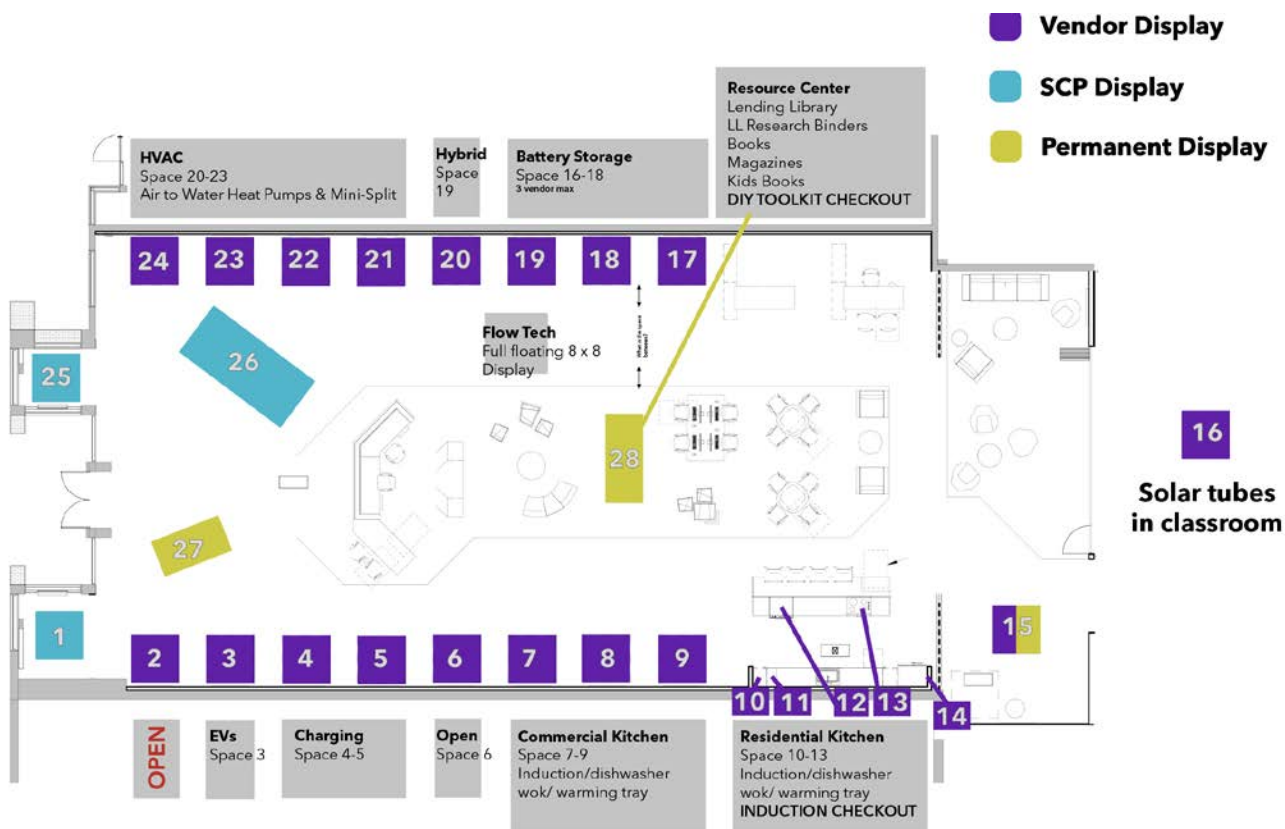 Vendor Display
SCP Display
Permanent Display
Resource Center
Lending Library
LL Research Binders
Books
Magazines
Kids Books
DIY TOOLKIT CHECKOUT
HVAC
Space 20-23
Air to Water Heat Pumps & Mini-Split
Hybrid
Space
19
Battery Storage
Space 16-18
3 vendor max
24
23
22
21
20
19
18
17
Flow Tech
Full floating 8 x 8
Display
What is the space
between?
25
26
28
16
Solar tubes
in classroom
27
1
15
2
3
4
5
6
7
8
9
10
11
12
13
14
OPEN
EVs
Space 3
Charging
Space 4-5
Open
Space 6
Commercial Kitchen
Space 7-9
Induction/dishwasher
wok/ warming tray
Residential Kitchen
Space 10-13
Induction/dishwasher
wok/ warming tray
INDUCTION CHECKOUT